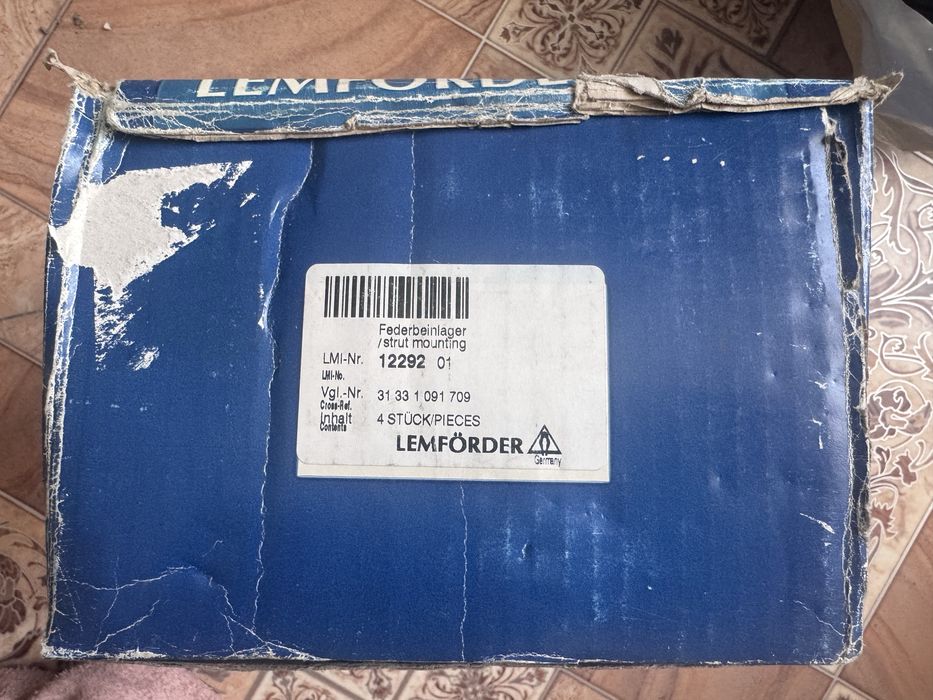 LEMFÖRDE
Federbeinlager
/strut mounting
LMI-Nr. 12292 01
LMI-No.
Vgl.-Nr. 31 33 1 091 709
Cross-Ref.
Inhalt 4 STÜCK/PIECES
Contents
LEMFÖRDER
Germany